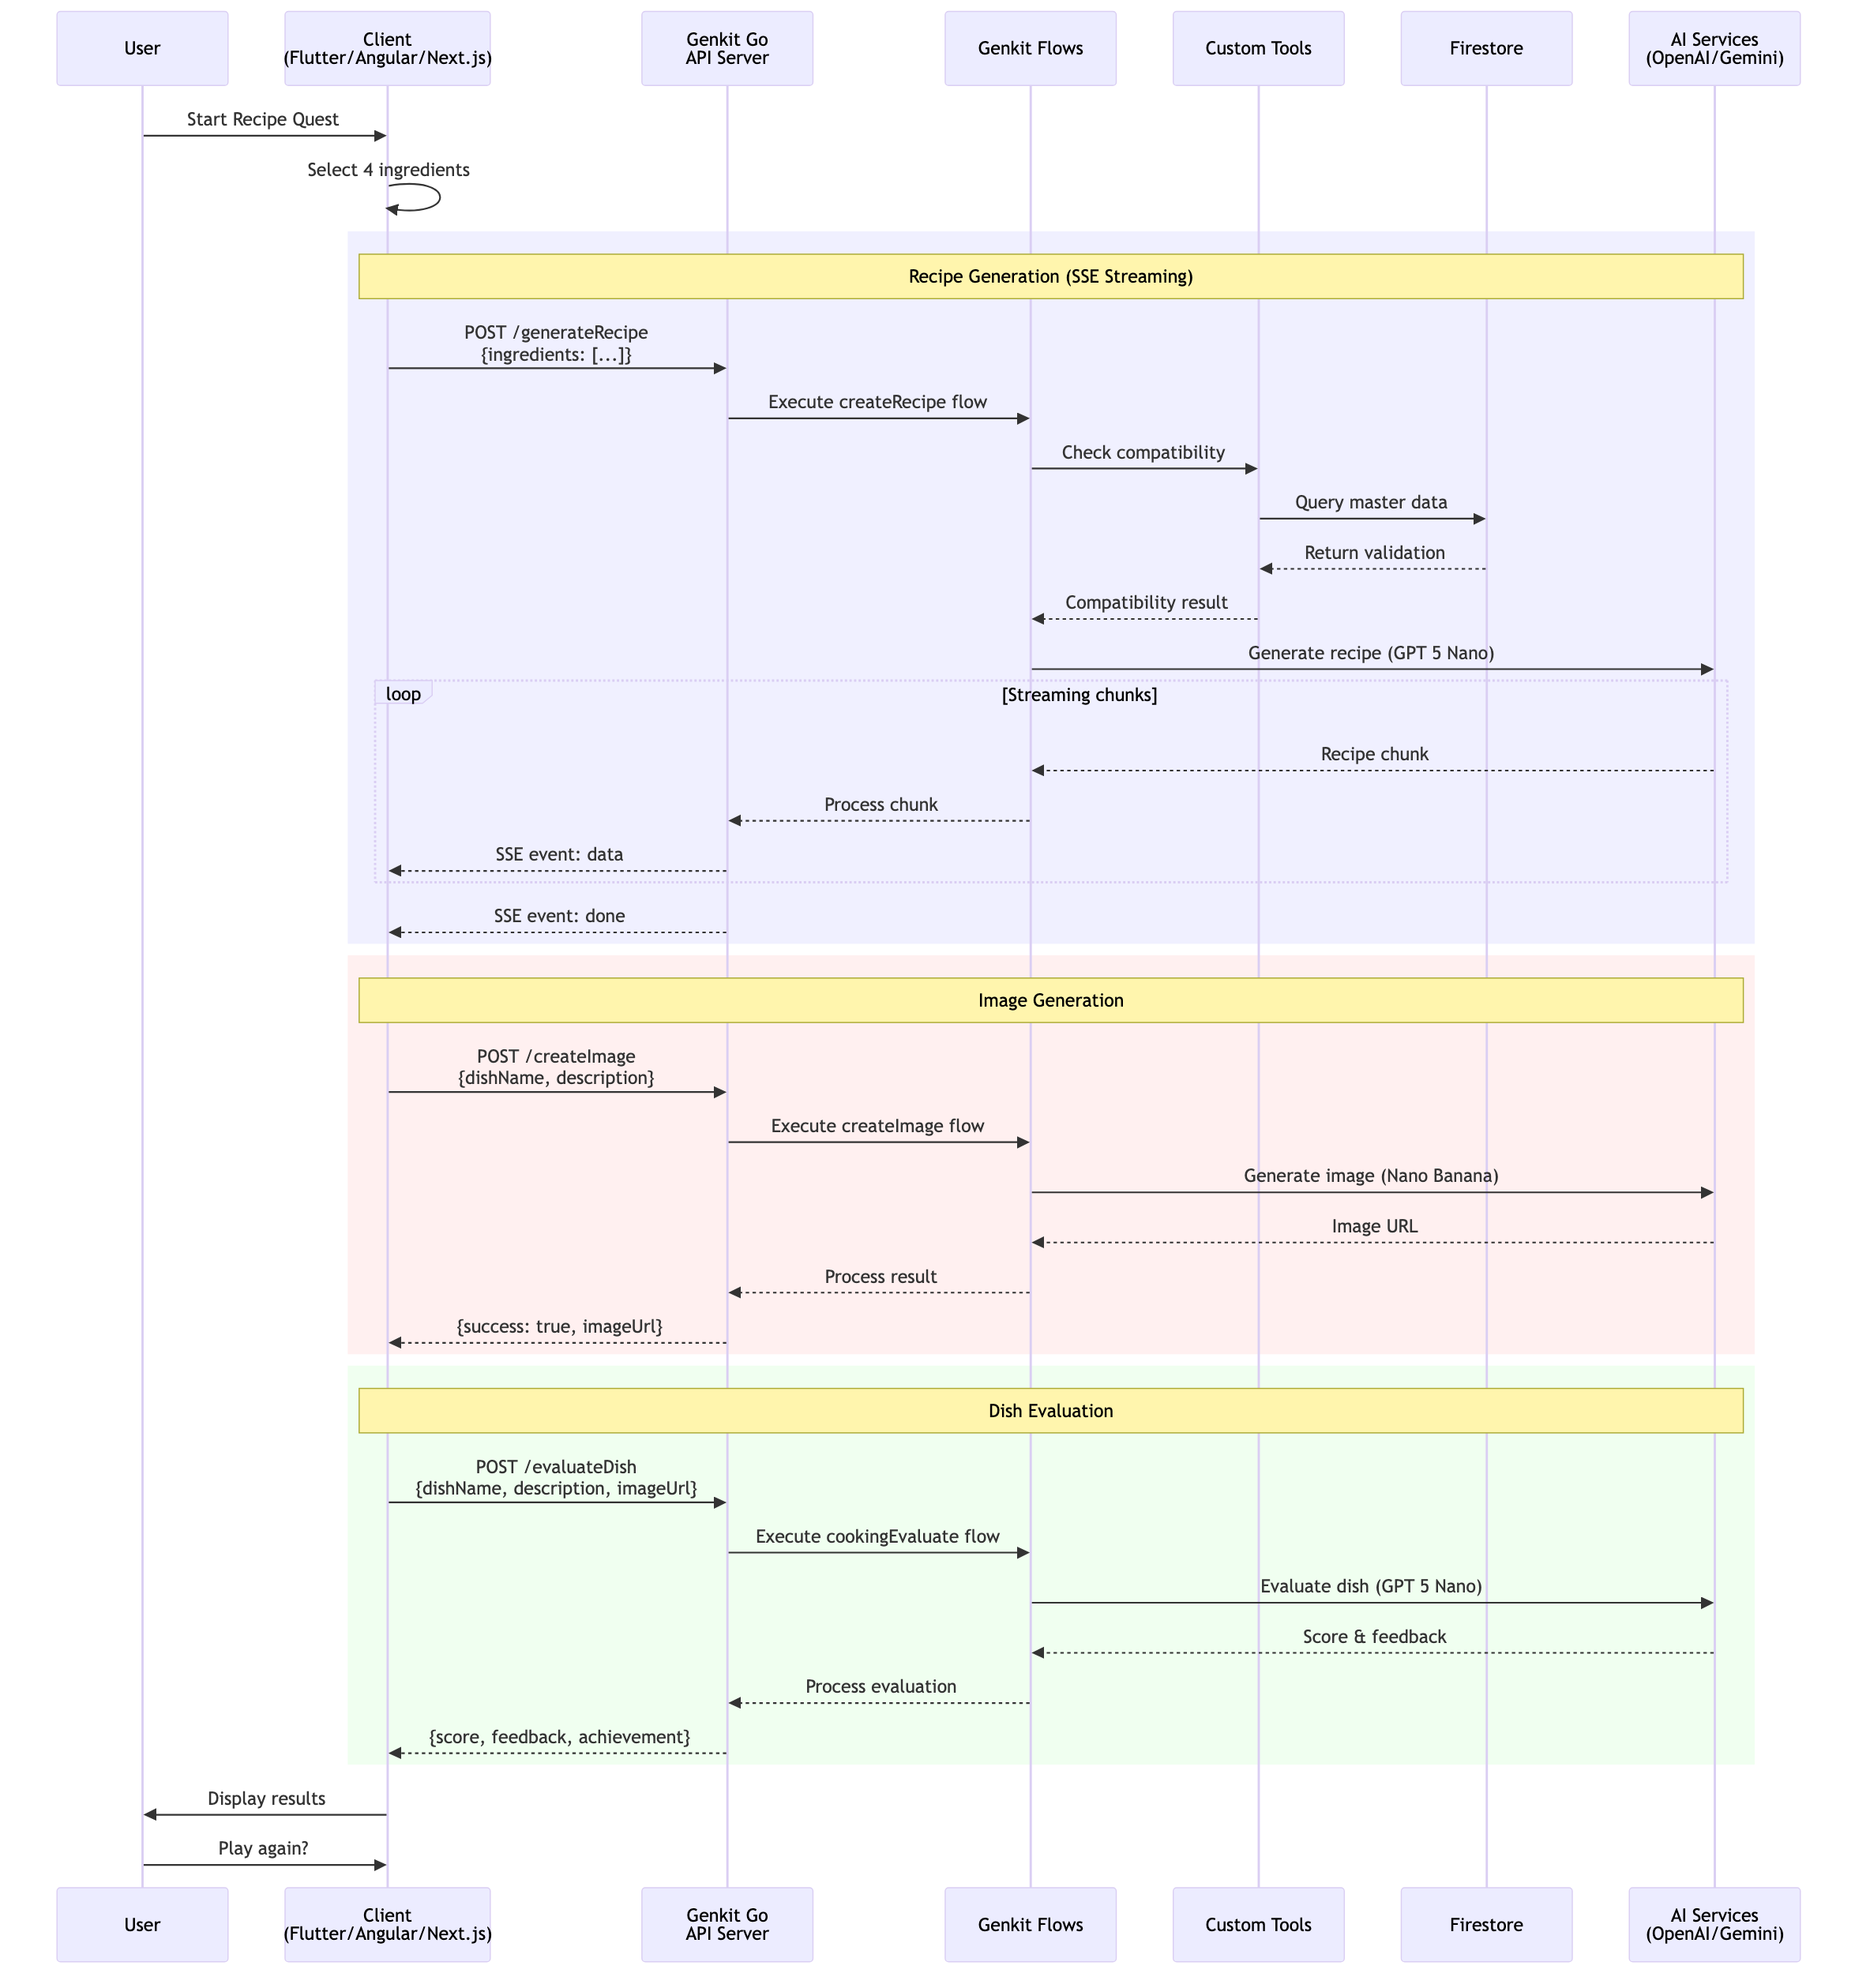 User
Client
(Flutter/Angular/Next.js)
Genkit Go
API Server
Genkit Flows
Custom Tools
Firestore
AI Services
(OpenAI/Gemini)
Start Recipe Quest
Select 4 ingredients
Recipe Generation (SSE Streaming)
POST /generateRecipe
{ingredients: [...]}
Execute createRecipe flow
Check compatibility
Query master data
Return validation
Compatibility result
Generate recipe (GPT 5 Nano)
loop
[Streaming chunks]
Recipe chunk
Process chunk
SSE event: data
SSE event: done
Image Generation
POST /createImage
{dishName, description}
Execute createImage flow
Generate image (Nano Banana)
Image URL
Process result
{success: true, imageUrl}
Dish Evaluation
POST /evaluateDish
{dishName, description, imageUrl}
Execute cookingEvaluate flow
Evaluate dish (GPT 5 Nano)
Score & feedback
Process evaluation
{score, feedback, achievement}
Display results
Play again?
User
Client
(Flutter/Angular/Next.js)
Genkit Go
API Server
Genkit Flows
Custom Tools
Firestore
AI Services
(OpenAI/Gemini)